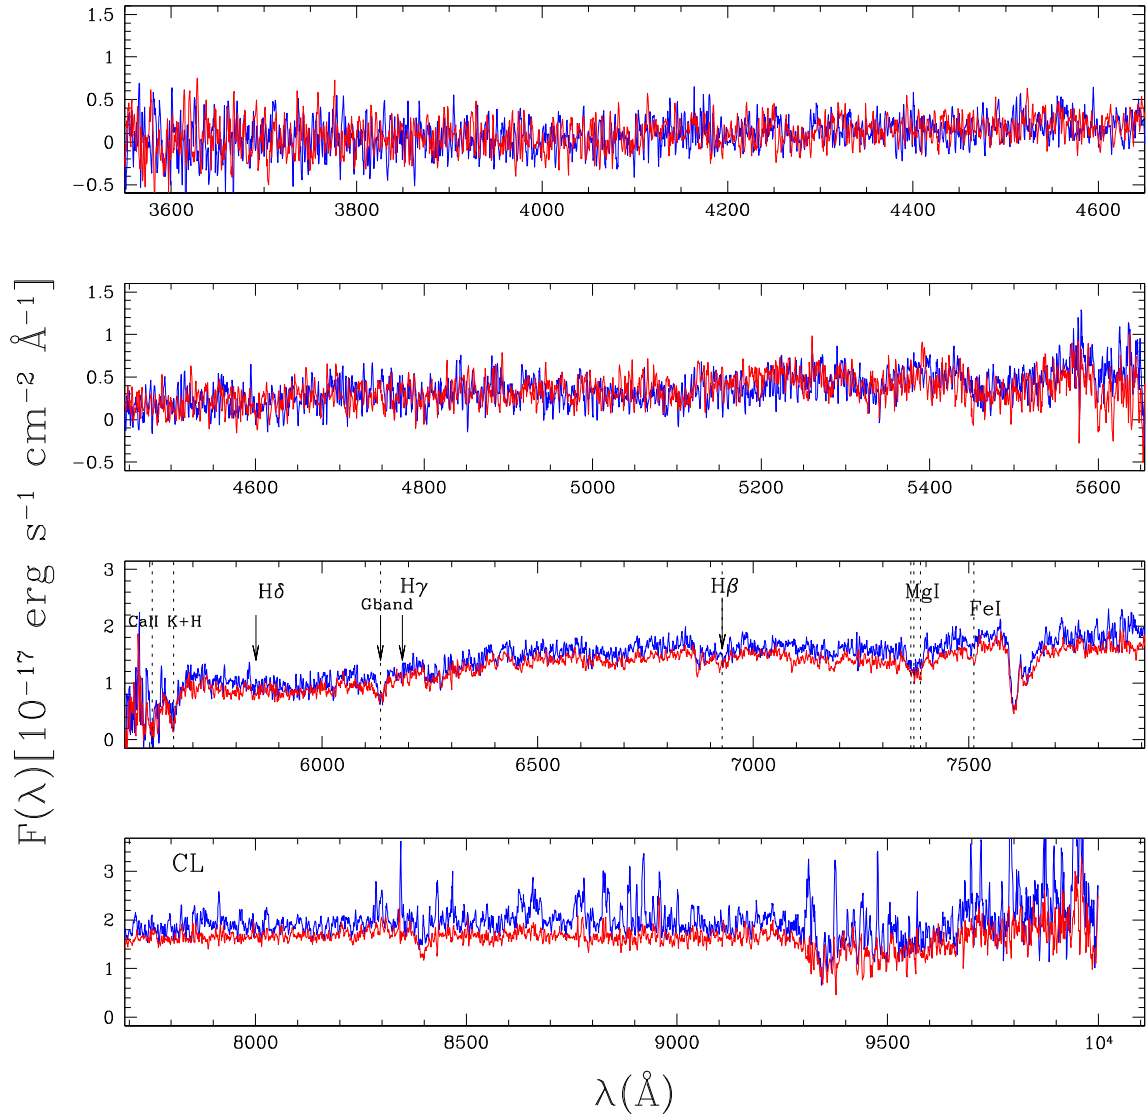 1.5
1
0.5
0
−0.5
3600 3800 4000 4200 4400 4600
1.5
1
0.5
0
−0.5
4600 4800 5000 5200 5400 5600
F(λ)[10⁻¹⁷ erg s⁻¹ cm⁻² Å⁻¹]
3
2
1
0
CaII K+H
Hδ
Gband
Hγ
Hβ
MgI
FeI
6000 6500 7000 7500
3
2
1
0
CL
8000 8500 9000 9500 10⁴
λ(Å)